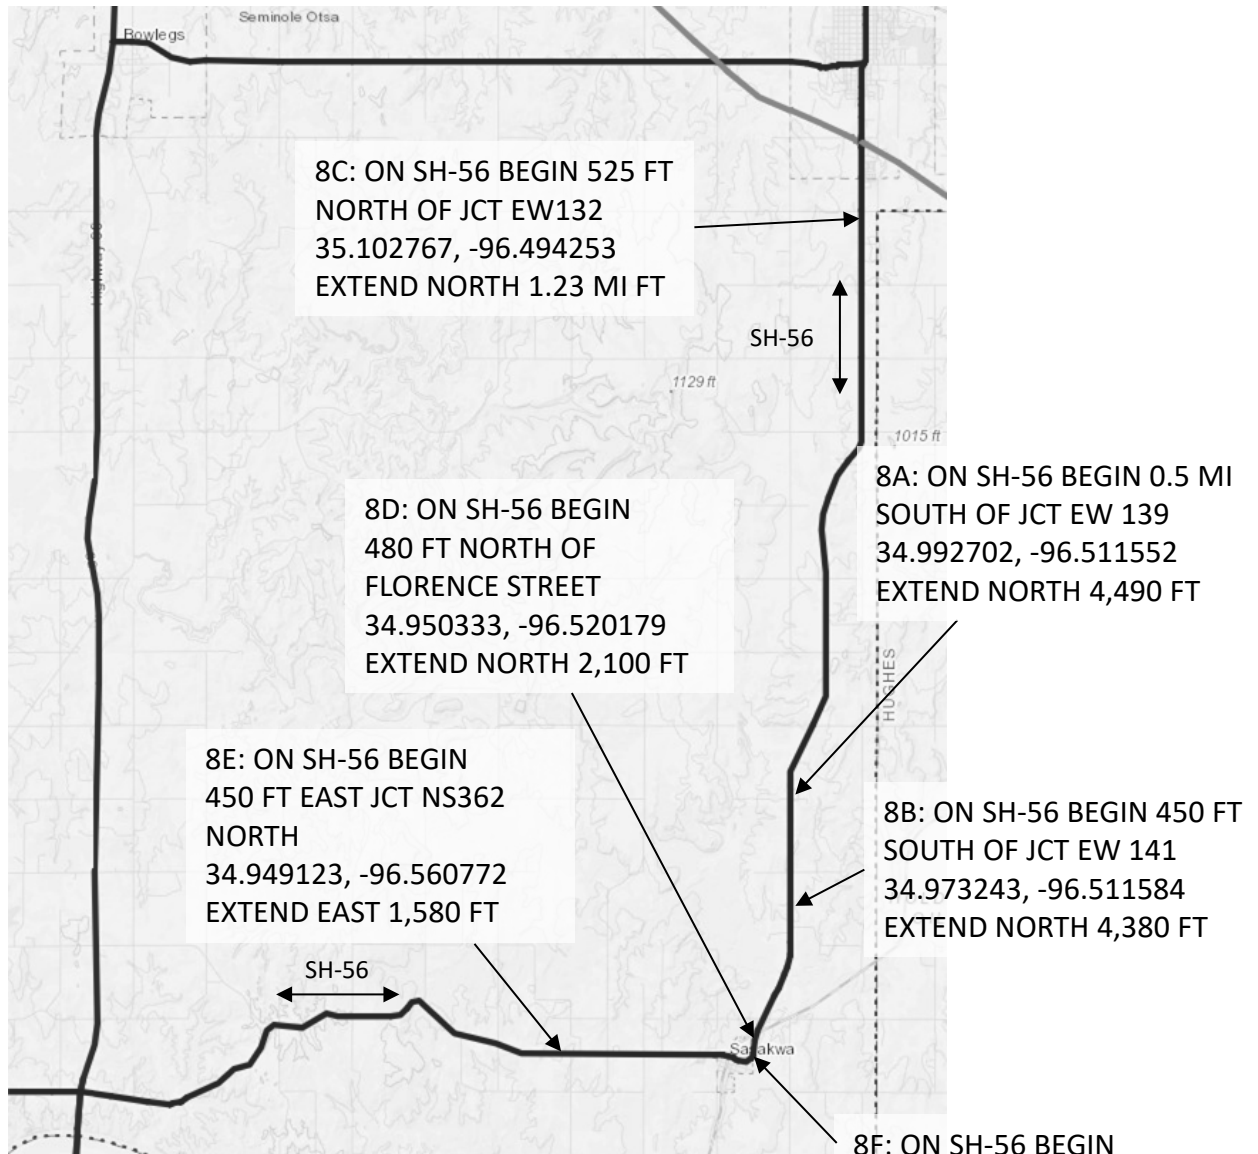 Seminole Otsa
Bowlegs
8C: ON SH-56 BEGIN 525 FT
NORTH OF JCT EW132
35.102767, -96.494253
EXTEND NORTH 1.23 MI FT
SH-56
1129 ft
1015 ft
8A: ON SH-56 BEGIN 0.5 MI
SOUTH OF JCT EW 139
34.992702, -96.511552
EXTEND NORTH 4,490 FT
8D: ON SH-56 BEGIN
480 FT NORTH OF
FLORENCE STREET
34.950333, -96.520179
EXTEND NORTH 2,100 FT
HUGHES
8E: ON SH-56 BEGIN
450 FT EAST JCT NS362
NORTH
34.949123, -96.560772
EXTEND EAST 1,580 FT
8B: ON SH-56 BEGIN 450 FT
SOUTH OF JCT EW 141
34.973243, -96.511584
EXTEND NORTH 4,380 FT
SH-56
Sasakwa
8F: ON SH-56 BEGIN